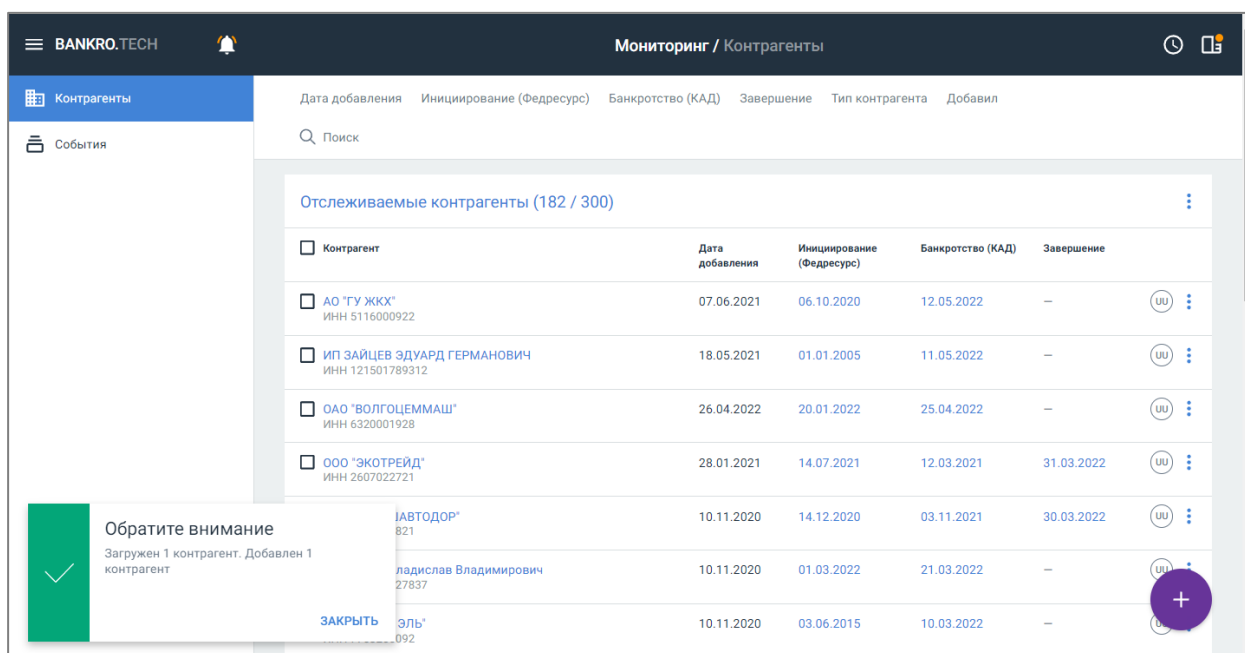 BANKRO.TECH
Мониторинг / Контрагенты
Контрагенты
События
Дата добавления Инициирование (Федресурс) Банкротство (КАД) Завершение Тип контрагента Добавил
Поиск
Отслеживаемые контрагенты (182 / 300)
Контрагент Дата добавления Инициирование (Федресурс) Банкротство (КАД) Завершение
АО "ГУ ЖКХ" 07.06.2021 06.10.2020 12.05.2022 – UU
ИНН 5116000922
ИП ЗАЙЦЕВ ЭДУАРД ГЕРМАНОВИЧ 18.05.2021 01.01.2005 11.05.2022 – UU
ИНН 121501789312
ОАО "ВОЛГОЦЕММАШ" 26.04.2022 20.01.2022 25.04.2022 – UU
ИНН 6320001928
ООО "ЭКОТРЕЙД" 28.01.2021 14.07.2021 12.03.2021 31.03.2022 UU
ИНН 2607022721
АВТОДОР" 10.11.2020 14.12.2020 03.11.2021 30.03.2022 UU
821
ладислав Владимирович 10.11.2020 01.03.2022 21.03.2022 – UU
27837
ЭЛЬ" 10.11.2020 03.06.2015 10.03.2022 –
092
Обратите внимание
Загружен 1 контрагент. Добавлен 1
контрагент
ЗАКРЫТЬ
+